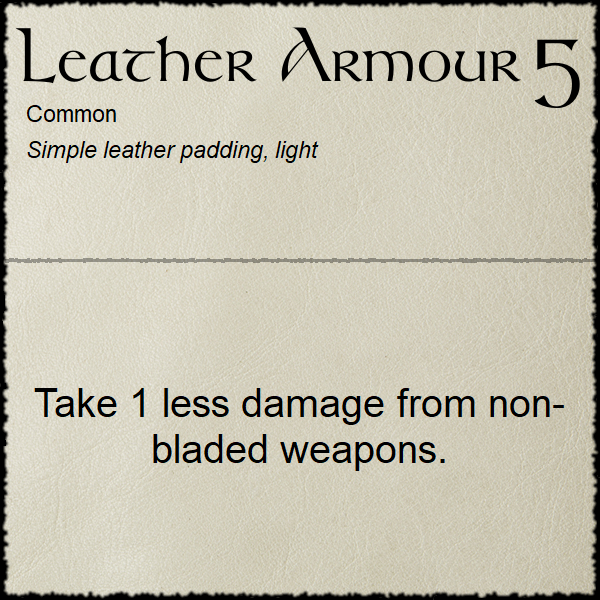 Leather Armour 5
Common
Simple leather padding, light
Take 1 less damage from non-
bladed weapons.